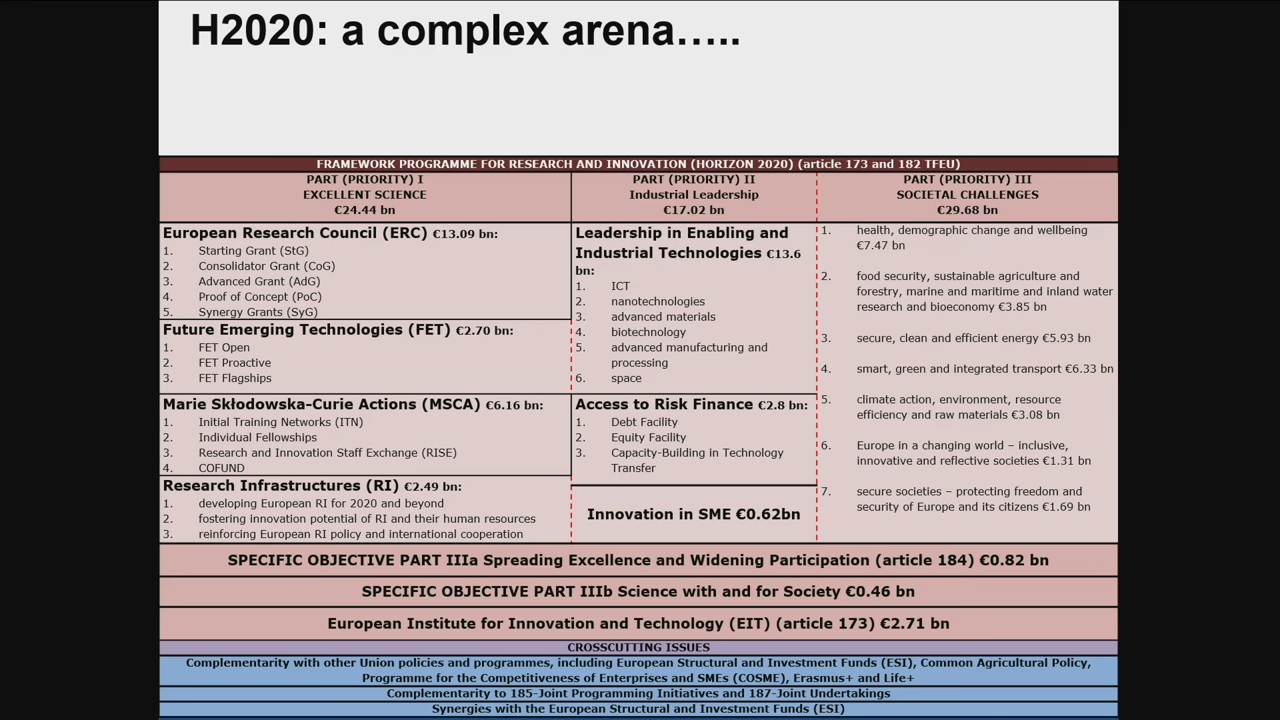 H2020: a complex arena…..
FRAMEWORK PROGRAMME FOR RESEARCH AND INNOVATION (HORIZON 2020) (article 173 and 182 TFEU)
PART (PRIORITY) I
EXCELLENT SCIENCE
€24.44 bn
PART (PRIORITY) II
Industrial Leadership
€17.02 bn
PART (PRIORITY) III
SOCIETAL CHALLENGES
€29.68 bn
European Research Council (ERC) €13.09 bn:
1. Starting Grant (StG)
2. Consolidator Grant (CoG)
3. Advanced Grant (AdG)
4. Proof of Concept (PoC)
5. Synergy Grants (SyG)
Future Emerging Technologies (FET) €2.70 bn:
1. FET Open
2. FET Proactive
3. FET Flagships
Marie Skłodowska-Curie Actions (MSCA) €6.16 bn:
1. Initial Training Networks (ITN)
2. Individual Fellowships
3. Research and Innovation Staff Exchange (RISE)
4. COFUND
Research Infrastructures (RI) €2.49 bn:
1. developing European RI for 2020 and beyond
2. fostering innovation potential of RI and their human resources
3. reinforcing European RI policy and international cooperation
Leadership in Enabling and
Industrial Technologies €13.6
bn:
1. ICT
2. nanotechnologies
3. advanced materials
4. biotechnology
5. advanced manufacturing and
processing
6. space
Access to Risk Finance €2.8 bn:
1. Debt Facility
2. Equity Facility
3. Capacity-Building in Technology
Transfer
Innovation in SME €0.62bn
1. health, demographic change and wellbeing
€7.47 bn
2. food security, sustainable agriculture and
forestry, marine and maritime and inland water
research and bioeconomy €3.85 bn
3. secure, clean and efficient energy €5.93 bn
4. smart, green and integrated transport €6.33 bn
5. climate action, environment, resource
efficiency and raw materials €3.08 bn
6. Europe in a changing world – inclusive,
innovative and reflective societies €1.31 bn
7. secure societies – protecting freedom and
security of Europe and its citizens €1.69 bn
SPECIFIC OBJECTIVE PART IIIa Spreading Excellence and Widening Participation (article 184) €0.82 bn
SPECIFIC OBJECTIVE PART IIIb Science with and for Society €0.46 bn
European Institute for Innovation and Technology (EIT) (article 173) €2.71 bn
CROSSCUTTING ISSUES
Complementarity with other Union policies and programmes, including European Structural and Investment Funds (ESI), Common Agricultural Policy,
Programme for the Competitiveness of Enterprises and SMEs (COSME), Erasmus+ and Life+
Complementarity to 185-Joint Programming Initiatives and 187-Joint Undertakings
Synergies with the European Structural and Investment Funds (ESI)